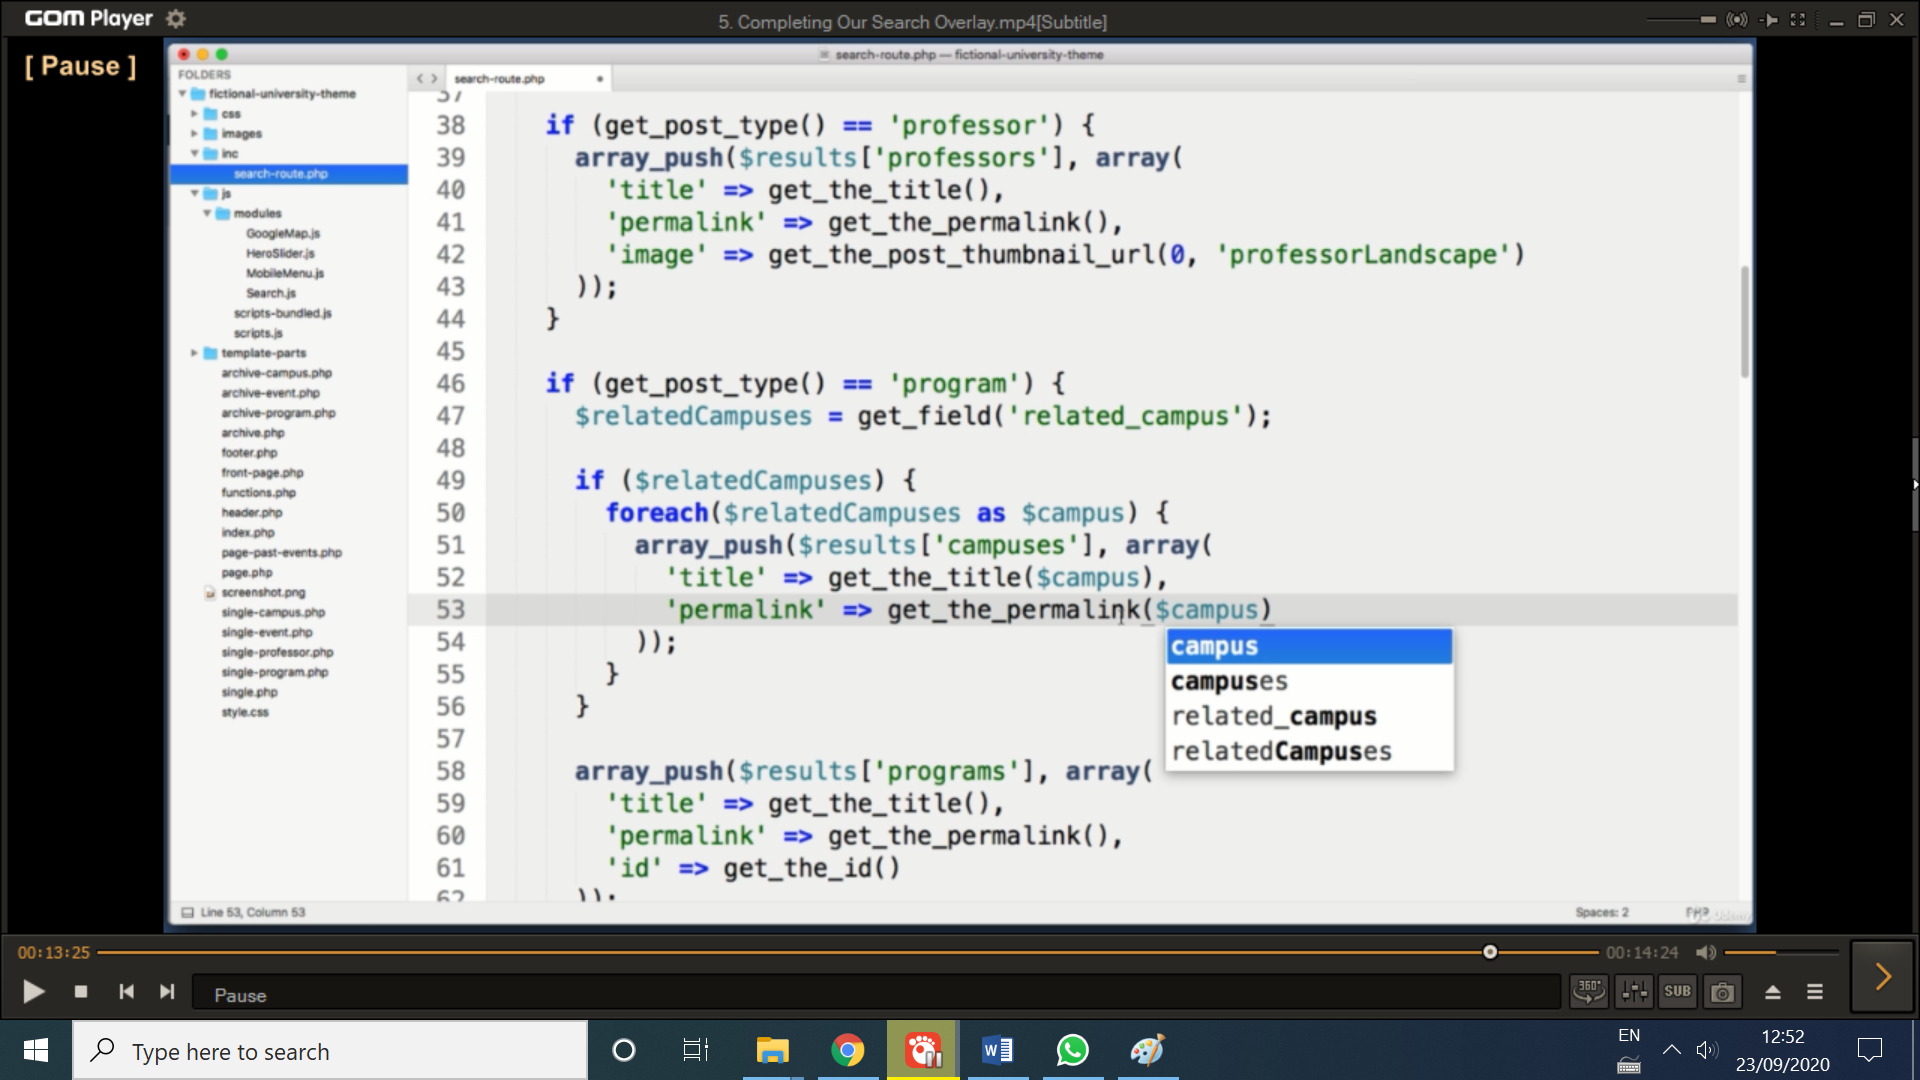 GOM Player
5. Completing Our Search Overlay.mp4[Subtitle]
[ Pause ]
search-route.php — fictional-university-theme
FOLDERS
fictional-university-theme
css
images
inc
search-route.php
js
modules
GoogleMap.js
HeroSlider.js
MobileMenu.js
Search.js
scripts-bundled.js
scripts.js
template-parts
archive-campus.php
archive-event.php
archive-program.php
archive.php
footer.php
front-page.php
functions.php
header.php
index.php
page-past-events.php
page.php
screenshot.png
single-campus.php
single-event.php
single-professor.php
single-program.php
single.php
style.css
search-route.php
37
38 if (get_post_type() == 'professor') {
39 array_push($results['professors'], array(
40 'title' => get_the_title(),
41 'permalink' => get_the_permalink(),
42 'image' => get_the_post_thumbnail_url(0, 'professorLandscape')
43 ));
44 }
45
46 if (get_post_type() == 'program') {
47 $relatedCampuses = get_field('related_campus');
48
49 if ($relatedCampuses) {
50 foreach($relatedCampuses as $campus) {
51 array_push($results['campuses'], array(
52 'title' => get_the_title($campus),
53 'permalink' => get_the_permalink($campus)
54 ));
55 }
56 }
57
58 array_push($results['programs'], array(
59 'title' => get_the_title(),
60 'permalink' => get_the_permalink(),
61 'id' => get_the_id()
62 ));
campus
campuses
related_campus
relatedCampuses
Line 53, Column 53
Spaces: 2
PHP
Udemy
00:13:25
00:14:24
Pause
360°
SUB
Type here to search
EN
12:52
23/09/2020